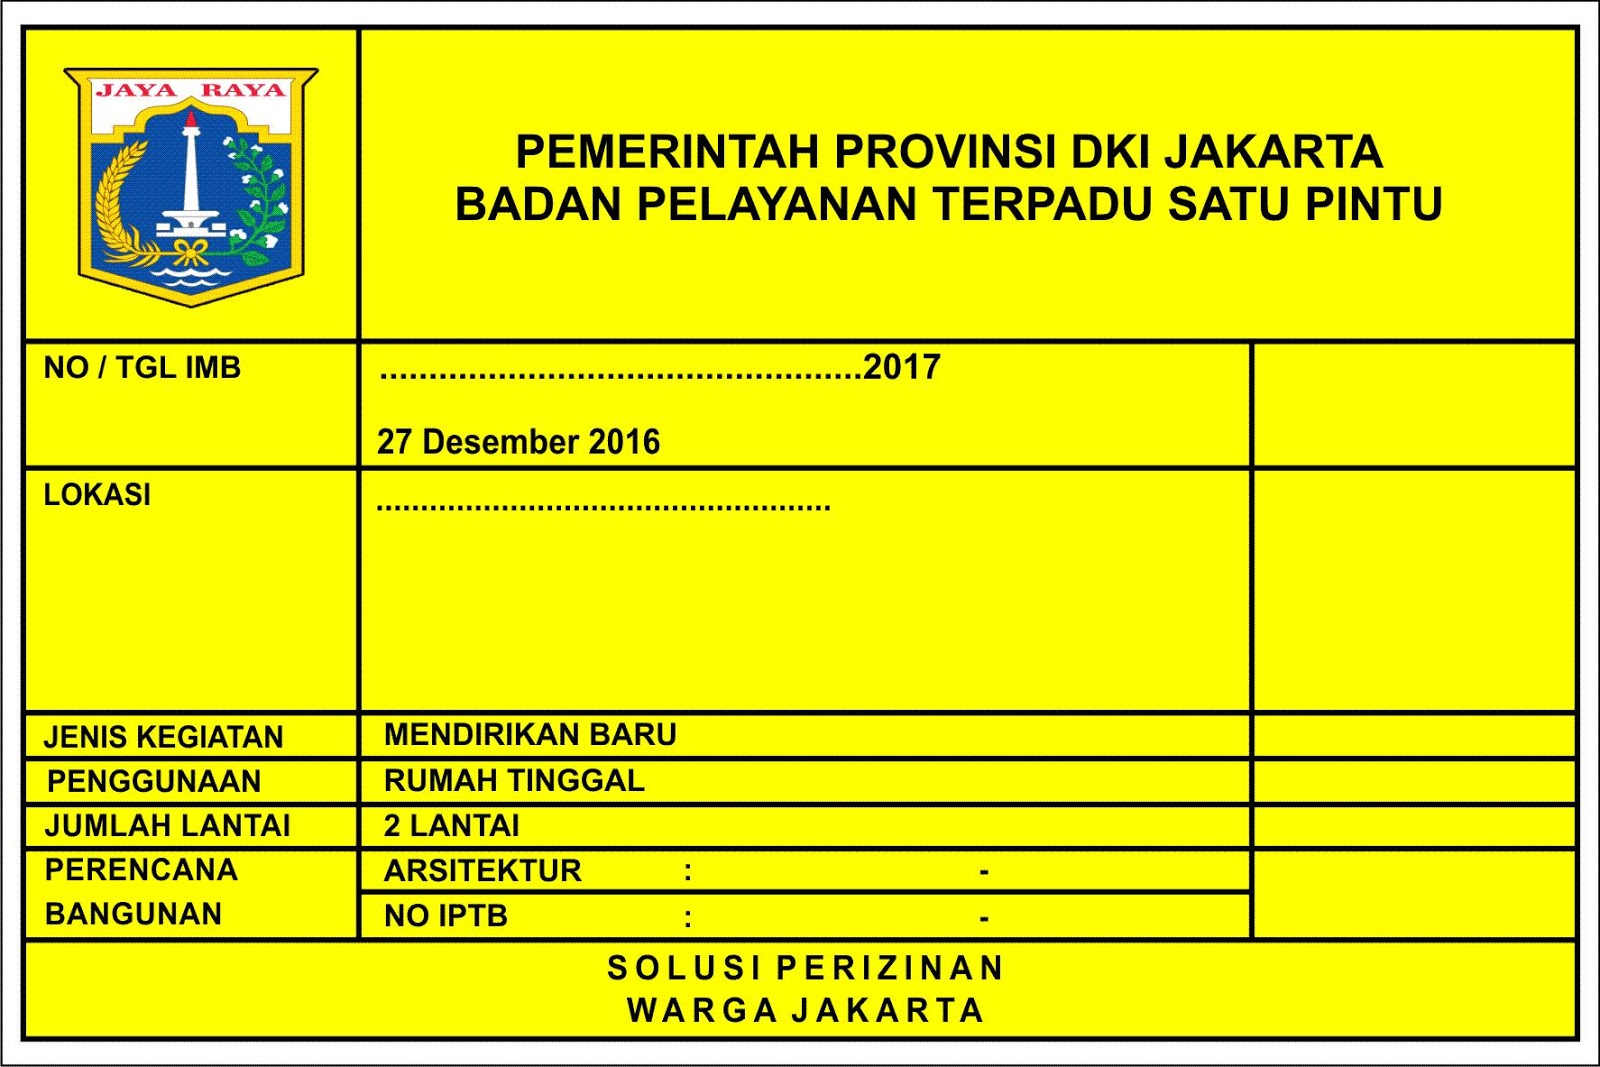 JAYA RAYA
PEMERINTAH PROVINSI DKI JAKARTA
BADAN PELAYANAN TERPADU SATU PINTU
NO / TGL IMB
.................................................2017
27 Desember 2016
LOKASI
...................................................
JENIS KEGIATAN
MENDIRIKAN BARU
PENGGUNAAN
RUMAH TINGGAL
JUMLAH LANTAI
2 LANTAI
PERENCANA
BANGUNAN
ARSITEKTUR : -
NO IPTB : -
SOLUSI PERIZINAN
WARGA JAKARTA